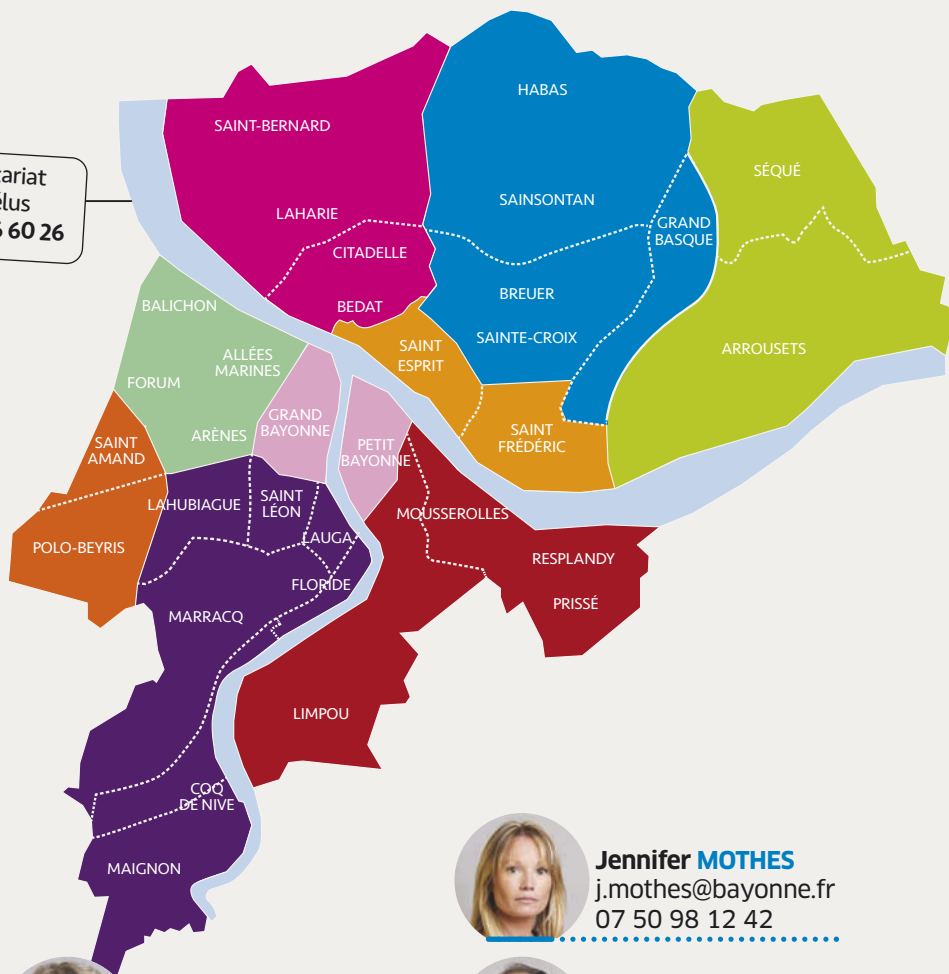 HABAS
SAINT-BERNARD
SÉQUÉ
élus
60 26
SAINSONTAN
LAHARIE
GRAND
BASQUE
CITADELLE
BREUER
BALICHON
BEDAT
SAINTE-CROIX
SAINT
ESPRIT
ARROUSETS
ALLÉES
MARINES
FORUM
GRAND
BAYONNE
ARÈNES
SAINT
AMAND
PETIT
BAYONNE
SAINT
FRÉDÉRIC
LAHUBIAGUE
SAINT
LÉON
MOUSSEROLLES
LAUGA
POLO-BEYRIS
RESPLANDY
FLORIDE
PRISSÉ
MARRACQ
LIMPOU
COQ
DE NIVE
MAIGNON
Jennifer MOTHES
j.mothes@bayonne.fr
07 50 98 12 42